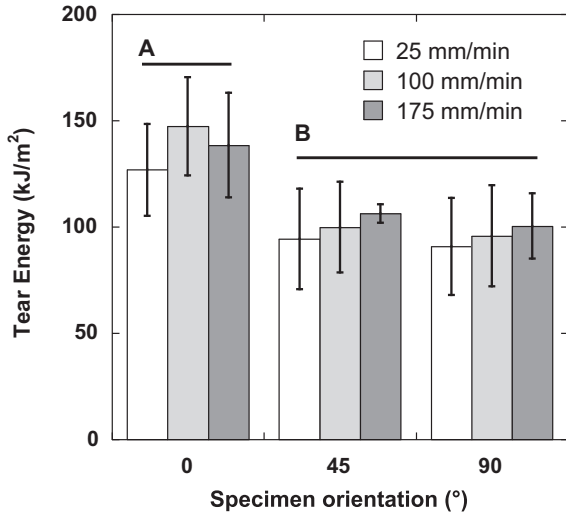 200
A
25 mm/min
100 mm/min
175 mm/min
150
B
100
50
0
Tear Energy (kJ/m²)
0 45 90
Specimen orientation (°)